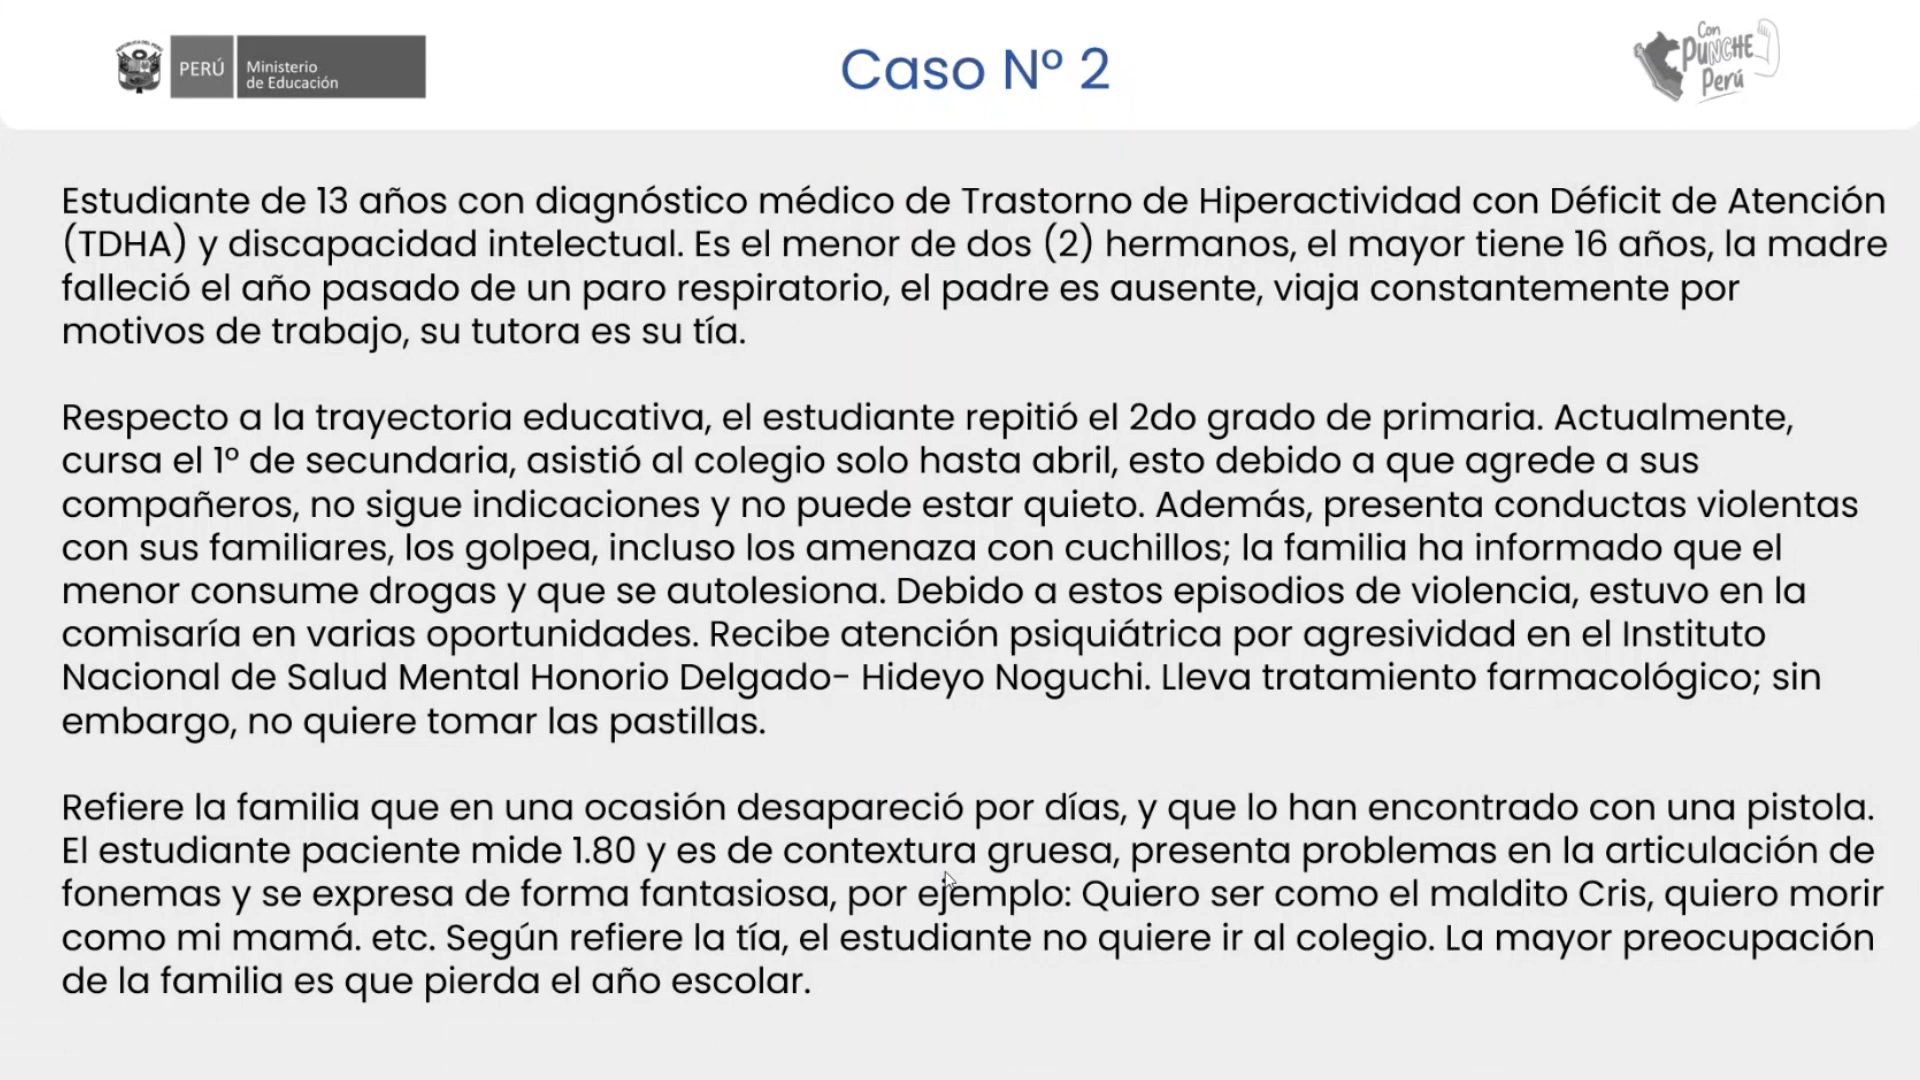 REPÚBLICA DEL PERÚ
PERÚ
Ministerio
de Educación
Caso Nº 2
Con
PUNCHE
Perú
Estudiante de 13 años con diagnóstico médico de Trastorno de Hiperactividad con Déficit de Atención
(TDHA) y discapacidad intelectual. Es el menor de dos (2) hermanos, el mayor tiene 16 años, la madre
falleció el año pasado de un paro respiratorio, el padre es ausente, viaja constantemente por
motivos de trabajo, su tutora es su tía.
Respecto a la trayectoria educativa, el estudiante repitió el 2do grado de primaria. Actualmente,
cursa el 1º de secundaria, asistió al colegio solo hasta abril, esto debido a que agrede a sus
compañeros, no sigue indicaciones y no puede estar quieto. Además, presenta conductas violentas
con sus familiares, los golpea, incluso los amenaza con cuchillos; la familia ha informado que el
menor consume drogas y que se autolesiona. Debido a estos episodios de violencia, estuvo en la
comisaría en varias oportunidades. Recibe atención psiquiátrica por agresividad en el Instituto
Nacional de Salud Mental Honorio Delgado- Hideyo Noguchi. Lleva tratamiento farmacológico; sin
embargo, no quiere tomar las pastillas.
Refiere la familia que en una ocasión desapareció por días, y que lo han encontrado con una pistola.
El estudiante paciente mide 1.80 y es de contextura gruesa, presenta problemas en la articulación de
fonemas y se expresa de forma fantasiosa, por ejemplo: Quiero ser como el maldito Cris, quiero morir
como mi mamá. etc. Según refiere la tía, el estudiante no quiere ir al colegio. La mayor preocupación
de la familia es que pierda el año escolar.